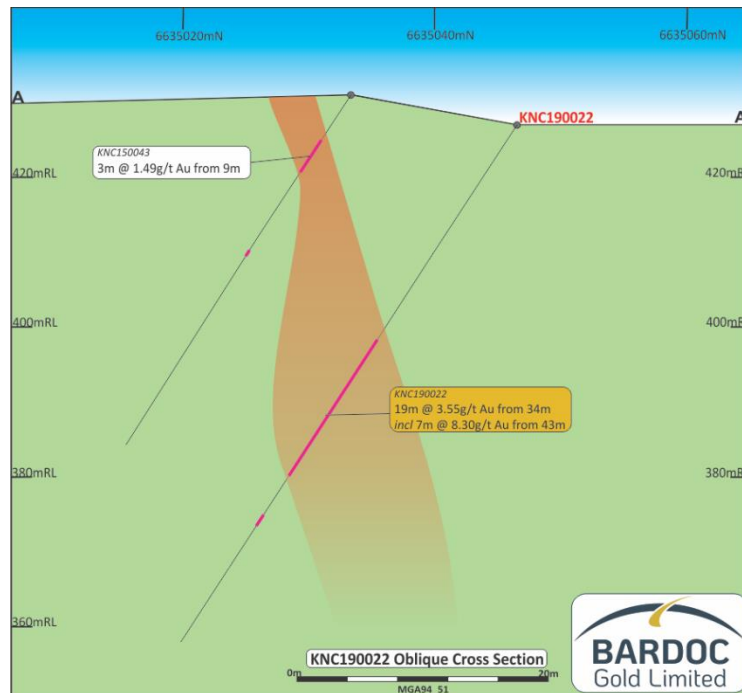 6635020mN
6635040mN
6635060mN
A
KNC190022
A
KNC150043
3m @ 1.49g/t Au from 9m
420mRL
420mRL
400mRL
400mRL
KNC190022
19m @ 3.55g/t Au from 34m
incl 7m @ 8.30g/t Au from 43m
380mRL
380mRL
360mRL
KNC190022 Oblique Cross Section
0m
20m
MGA94_51
BARDOC
Gold Limited